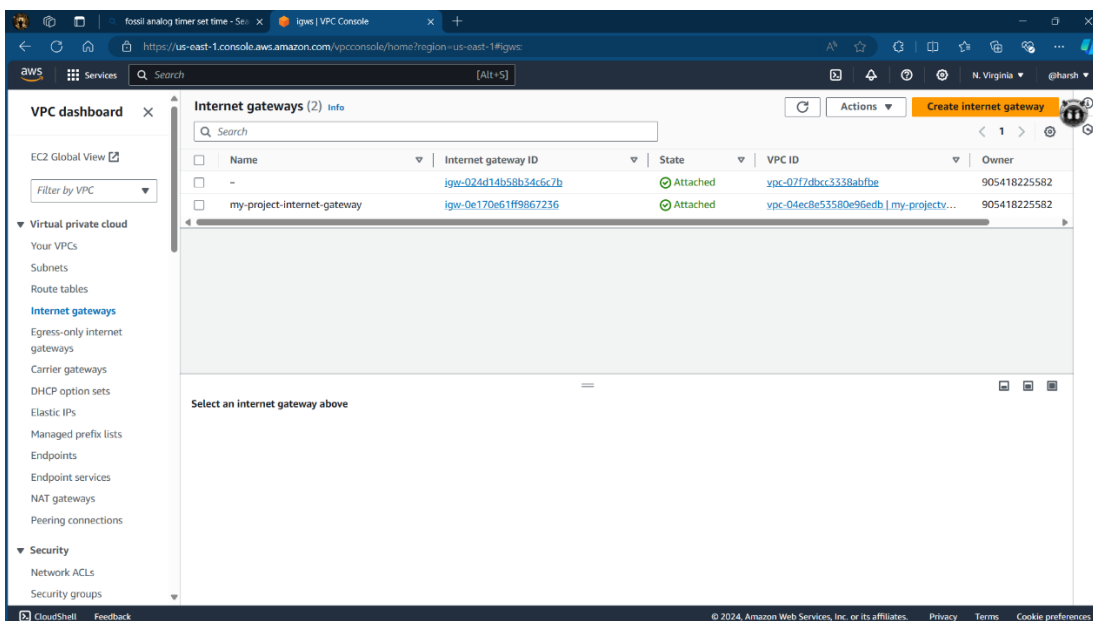 fossil analog timer set time - Sea
igws | VPC Console
https://us-east-1.console.aws.amazon.com/vpcconsole/home?region=us-east-1#igws:
aws
Services
Search
[Alt+S]
N. Virginia
@harsh
VPC dashboard
EC2 Global View
Filter by VPC
Virtual private cloud
Your VPCs
Subnets
Route tables
Internet gateways
Egress-only internet
gateways
Carrier gateways
DHCP option sets
Elastic IPs
Managed prefix lists
Endpoints
Endpoint services
NAT gateways
Peering connections
Security
Network ACLs
Security groups
Internet gateways (2) Info
Actions
Create internet gateway
Search
1
Name Internet gateway ID State VPC ID Owner
– igw-024d14b58b34c6c7b Attached vpc-07f7dbcc3338abfbe 905418225582
my-project-internet-gateway igw-0e170e61ff9867236 Attached vpc-04ec8e53580e96edb | my-projectv... 905418225582
Select an internet gateway above
CloudShell Feedback © 2024, Amazon Web Services, Inc. or its affiliates. Privacy Terms Cookie preferences